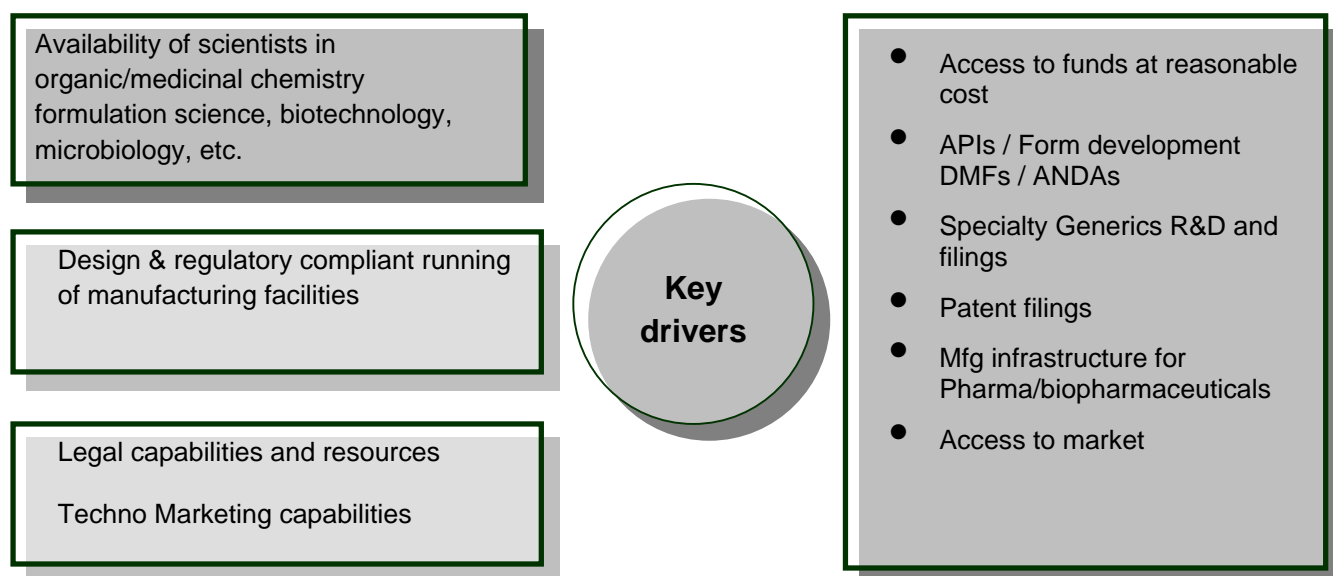 Availability of scientists in
organic/medicinal chemistry
formulation science, biotechnology,
microbiology, etc.
Design & regulatory compliant running
of manufacturing facilities
Legal capabilities and resources
Techno Marketing capabilities
Key
drivers
• Access to funds at reasonable
cost
• APIs / Form development
DMFs / ANDAs
• Specialty Generics R&D and
filings
• Patent filings
• Mfg infrastructure for
Pharma/biopharmaceuticals
• Access to market